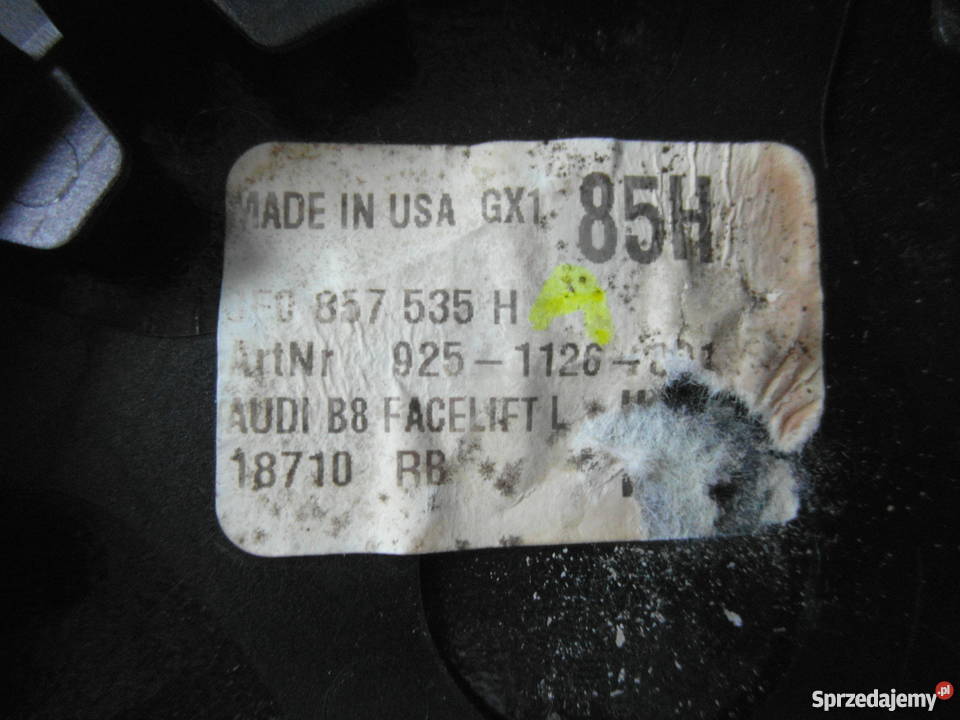 MADE IN USA GX1 85H
857 535 H
ArtNr 925-1126-
AUDI B8 FACELIFT L
18710 RB
Sprzedajemy.pl